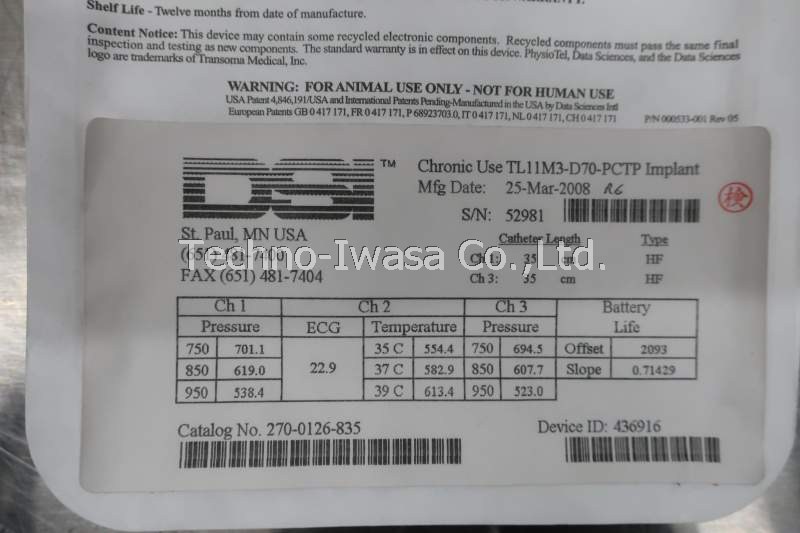 Shelf Life - Twelve months from date of manufacture.
Content Notice: This device may contain some recycled electronic components. Recycled components must pass the same final
inspection and testing as new components. The standard warranty is in effect on this device. PhysioTel, Data Sciences, and the Data Sciences
logo are trademarks of Transoma Medical, Inc.
WARNING: FOR ANIMAL USE ONLY - NOT FOR HUMAN USE
USA Patent 4,846,191/USA and International Patents Pending-Manufactured in the USA by Data Sciences Intl
European Patents GB 0 417 171, FR 0 417 171, P 68923703.0, IT 0 417 171, NL 0 417 171, CH 0 417 171
P/N 000533-001 Rev 05
DSI ™
Chronic Use TL11M3-D70-PCTP Implant
Mfg Date: 25-Mar-2008 R6
S/N: 52981
検
St. Paul, MN USA
(651) 481-7400
FAX (651) 481-7404
Catheter Length Type
Ch 1: 35 cm HF
Ch 3: 35 cm HF
Techno-Iwasa Co.,Ltd.
Ch 1 Ch 2 Ch 3 Battery
Pressure ECG Temperature Pressure Life
750 701.1 22.9 35 C 554.4 750 694.5 Offset 2093
850 619.0 37 C 582.9 850 607.7 Slope 0.71429
950 538.4 39 C 613.4 950 523.0
Catalog No. 270-0126-835
Device ID: 436916